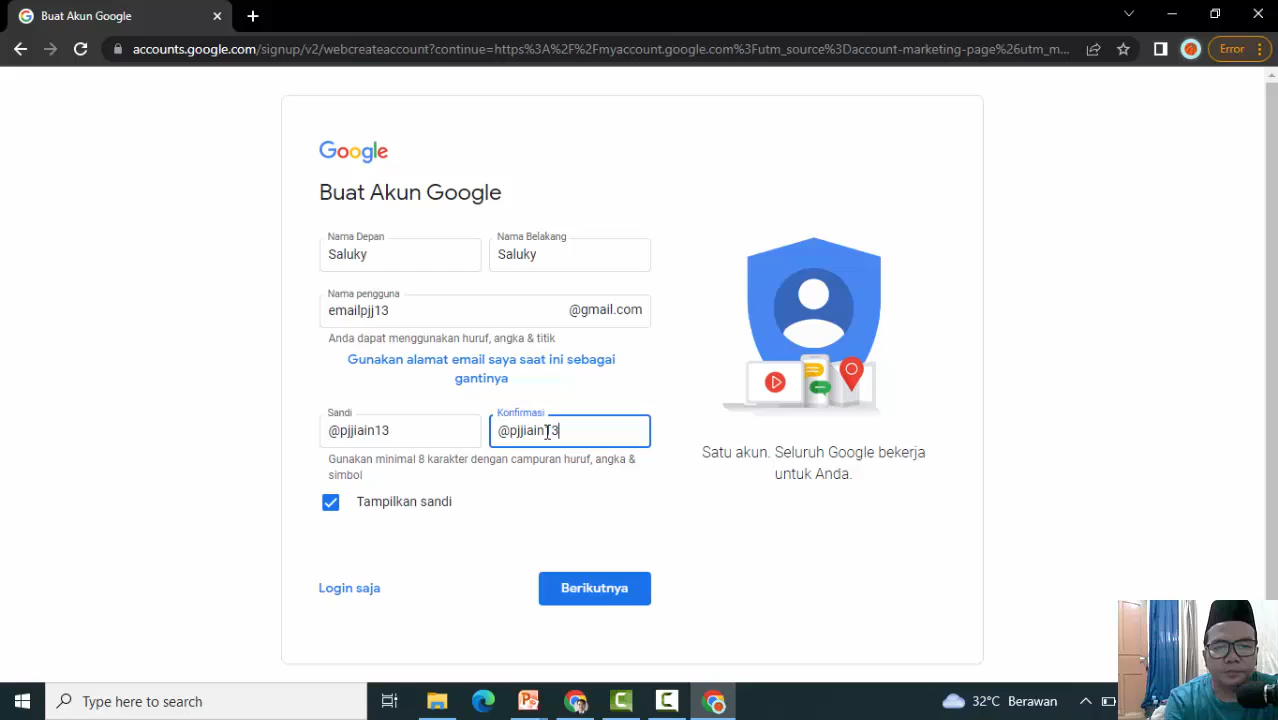 Buat Akun Google
accounts.google.com/signup/v2/webcreateaccount?continue=https%3A%2F%2Fmyaccount.google.com%3Futm_source%3Daccount-marketing-page%26utm_m...
Error
Google
Buat Akun Google
Nama Depan
Nama Belakang
Saluky
Saluky
Nama pengguna
emailpjj13
@gmail.com
Anda dapat menggunakan huruf, angka & titik
Gunakan alamat email saya saat ini sebagai
gantinya
Sandi
Konfirmasi
@pjjiain13
@pjjiain13
Gunakan minimal 8 karakter dengan campuran huruf, angka &
simbol
Tampilkan sandi
Login saja
Berikutnya
Satu akun. Seluruh Google bekerja
untuk Anda.
Type here to search
32°C Berawan